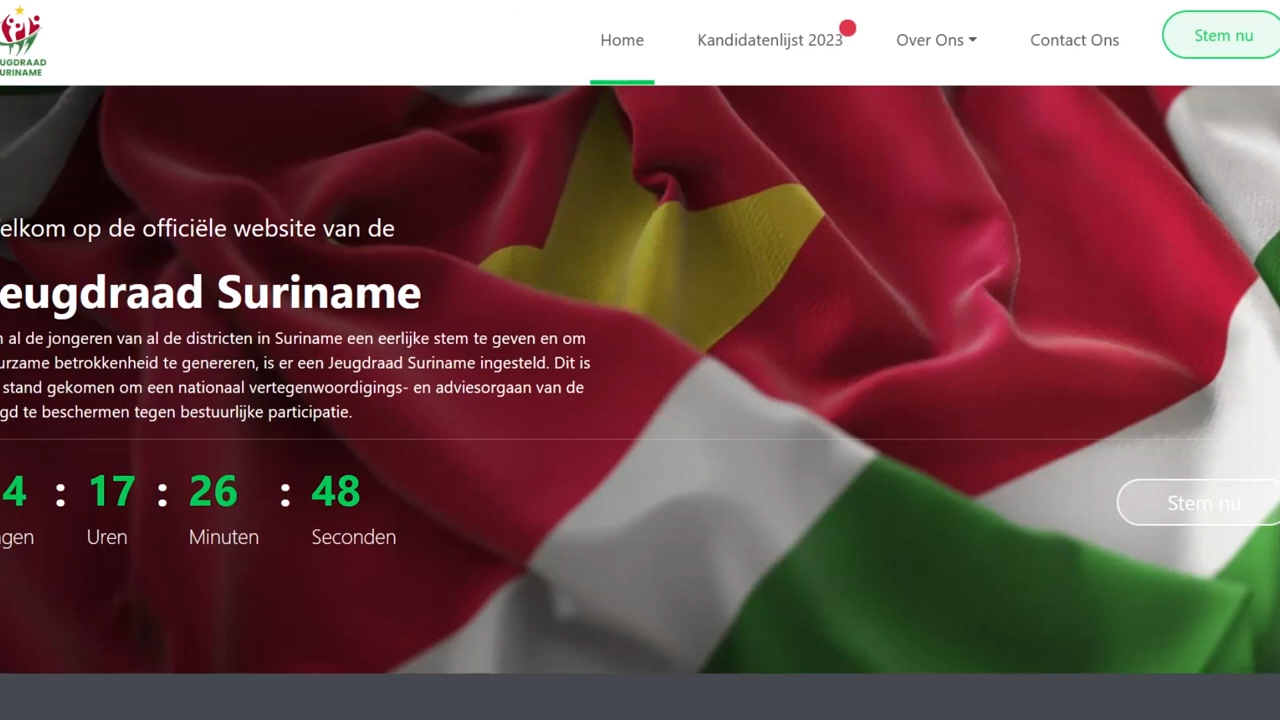 UGDRAAD
URINAME
Home
Kandidatenlijst 2023
Over Ons
Contact Ons
Stem nu
elkom op de officiële website van de
eugdraad Suriname
al de jongeren van al de districten in Suriname een eerlijke stem te geven en om
urzame betrokkenheid te genereren, is er een Jeugdraad Suriname ingesteld. Dit is
stand gekomen om een nationaal vertegenwoordigings- en adviesorgaan van de
gd te beschermen tegen bestuurlijke participatie.
4 : 17 : 26 : 48
gen Uren Minuten Seconden
Stem nu